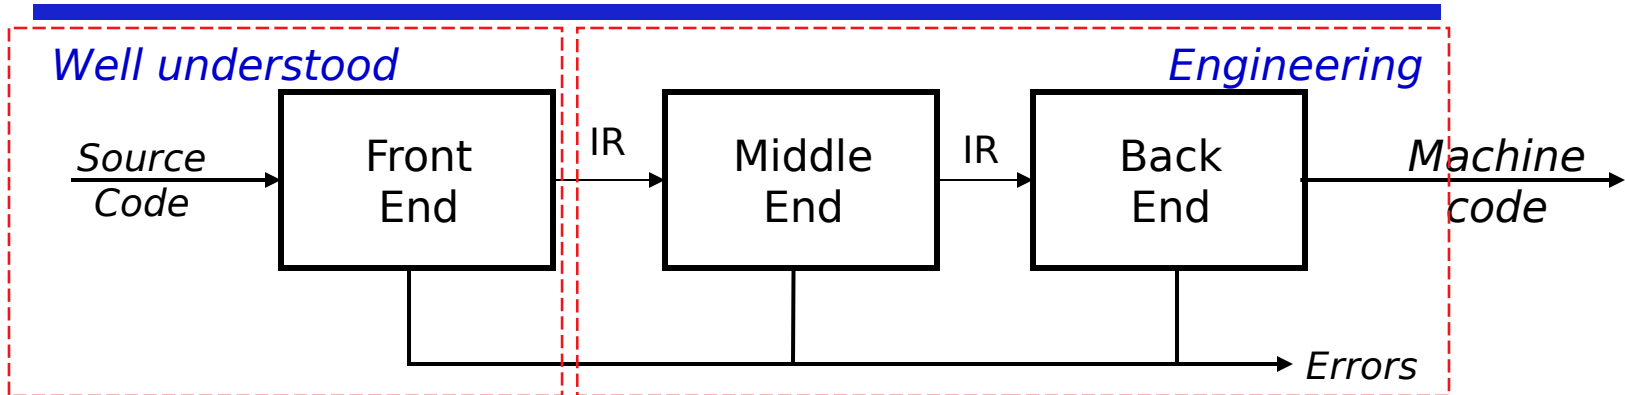 Well understood
Engineering
Source
Code
Front
End
IR
Middle
End
IR
Back
End
Machine
code
Errors